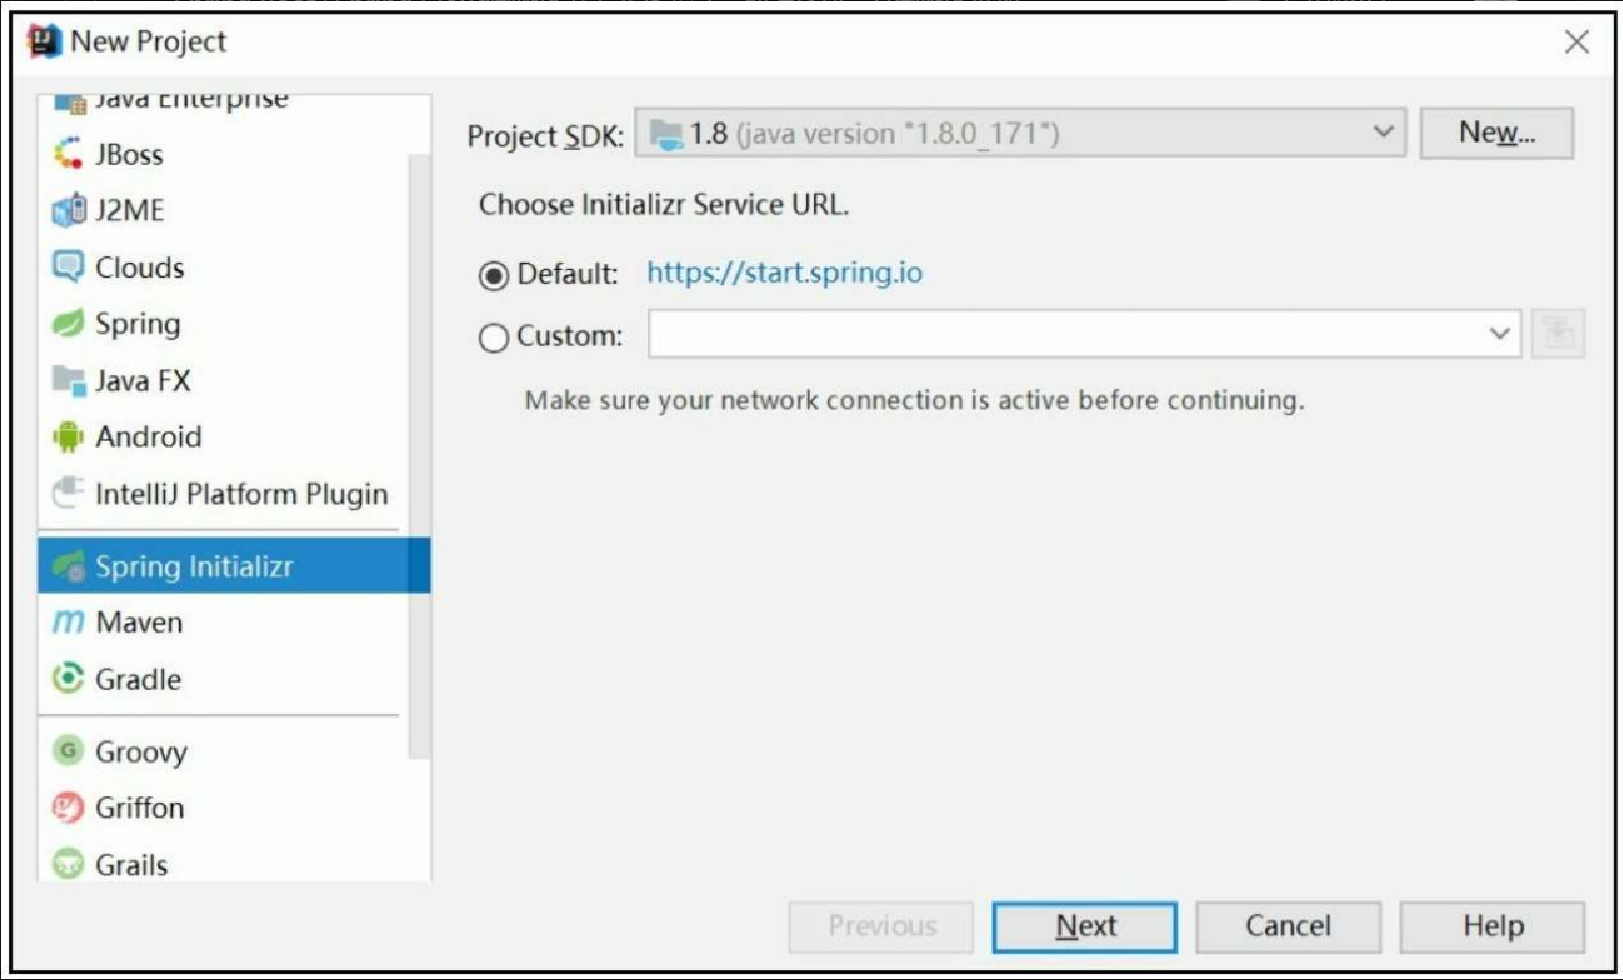 New Project
Java Enterprise
JBoss
J2ME
Clouds
Spring
Java FX
Android
IntelliJ Platform Plugin
Spring Initializr
Maven
Gradle
Groovy
Griffon
Grails
Project SDK: 1.8 (java version "1.8.0_171") New...
Choose Initializr Service URL.
Default: https://start.spring.io
Custom:
Make sure your network connection is active before continuing.
Previous Next Cancel Help